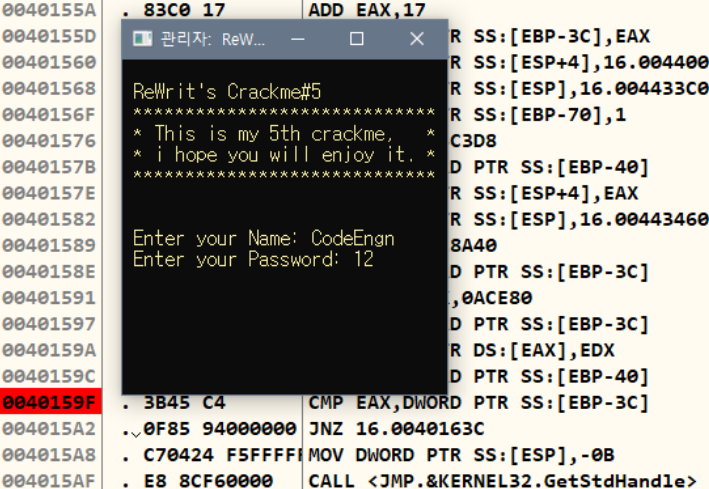 0040155A . 83C0 17 ADD EAX,17
0040155D R SS:[EBP-3C],EAX
00401560 R SS:[ESP+4],16.004400
00401568 R SS:[ESP],16.004433C0
0040156F R SS:[EBP-70],1
00401576 C3D8
0040157B D PTR SS:[EBP-40]
0040157E R SS:[ESP+4],EAX
00401582 R SS:[ESP],16.00443460
00401589 8A40
0040158E D PTR SS:[EBP-3C]
00401591 ,0ACE80
00401597 D PTR SS:[EBP-3C]
0040159A R DS:[EAX],EDX
0040159C D PTR SS:[EBP-40]
0040159F . 3B45 C4 CMP EAX,DWORD PTR SS:[EBP-3C]
004015A2 . 0F85 94000000 JNZ 16.0040163C
004015A8 . C70424 F5FFFFF MOV DWORD PTR SS:[ESP],-0B
004015AF . E8 8CF60000 CALL <JMP.&KERNEL32.GetStdHandle>
관리자: ReW...
ReWrit's Crackme#5
*****************************
* This is my 5th crackme, *
* i hope you will enjoy it. *
*****************************
Enter your Name: CodeEngn
Enter your Password: 12